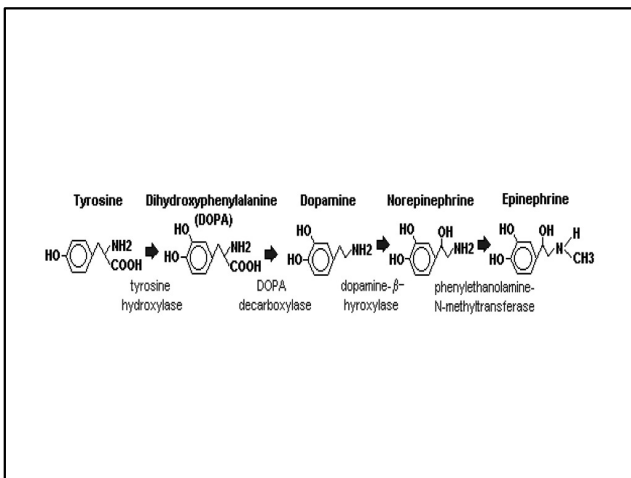 Tyrosine Dihydroxyphenylalanine Dopamine Norepinephrine Epinephrine
(DOPA)
HO NH2 COOH
HO HO NH2 COOH
HO HO NH2
HO HO OH NH2
HO HO OH N H CH3
tyrosine
hydroxylase
DOPA
decarboxylase
dopamine-β-
hyroxylase
phenylethanolamine-
N-methyltransferase